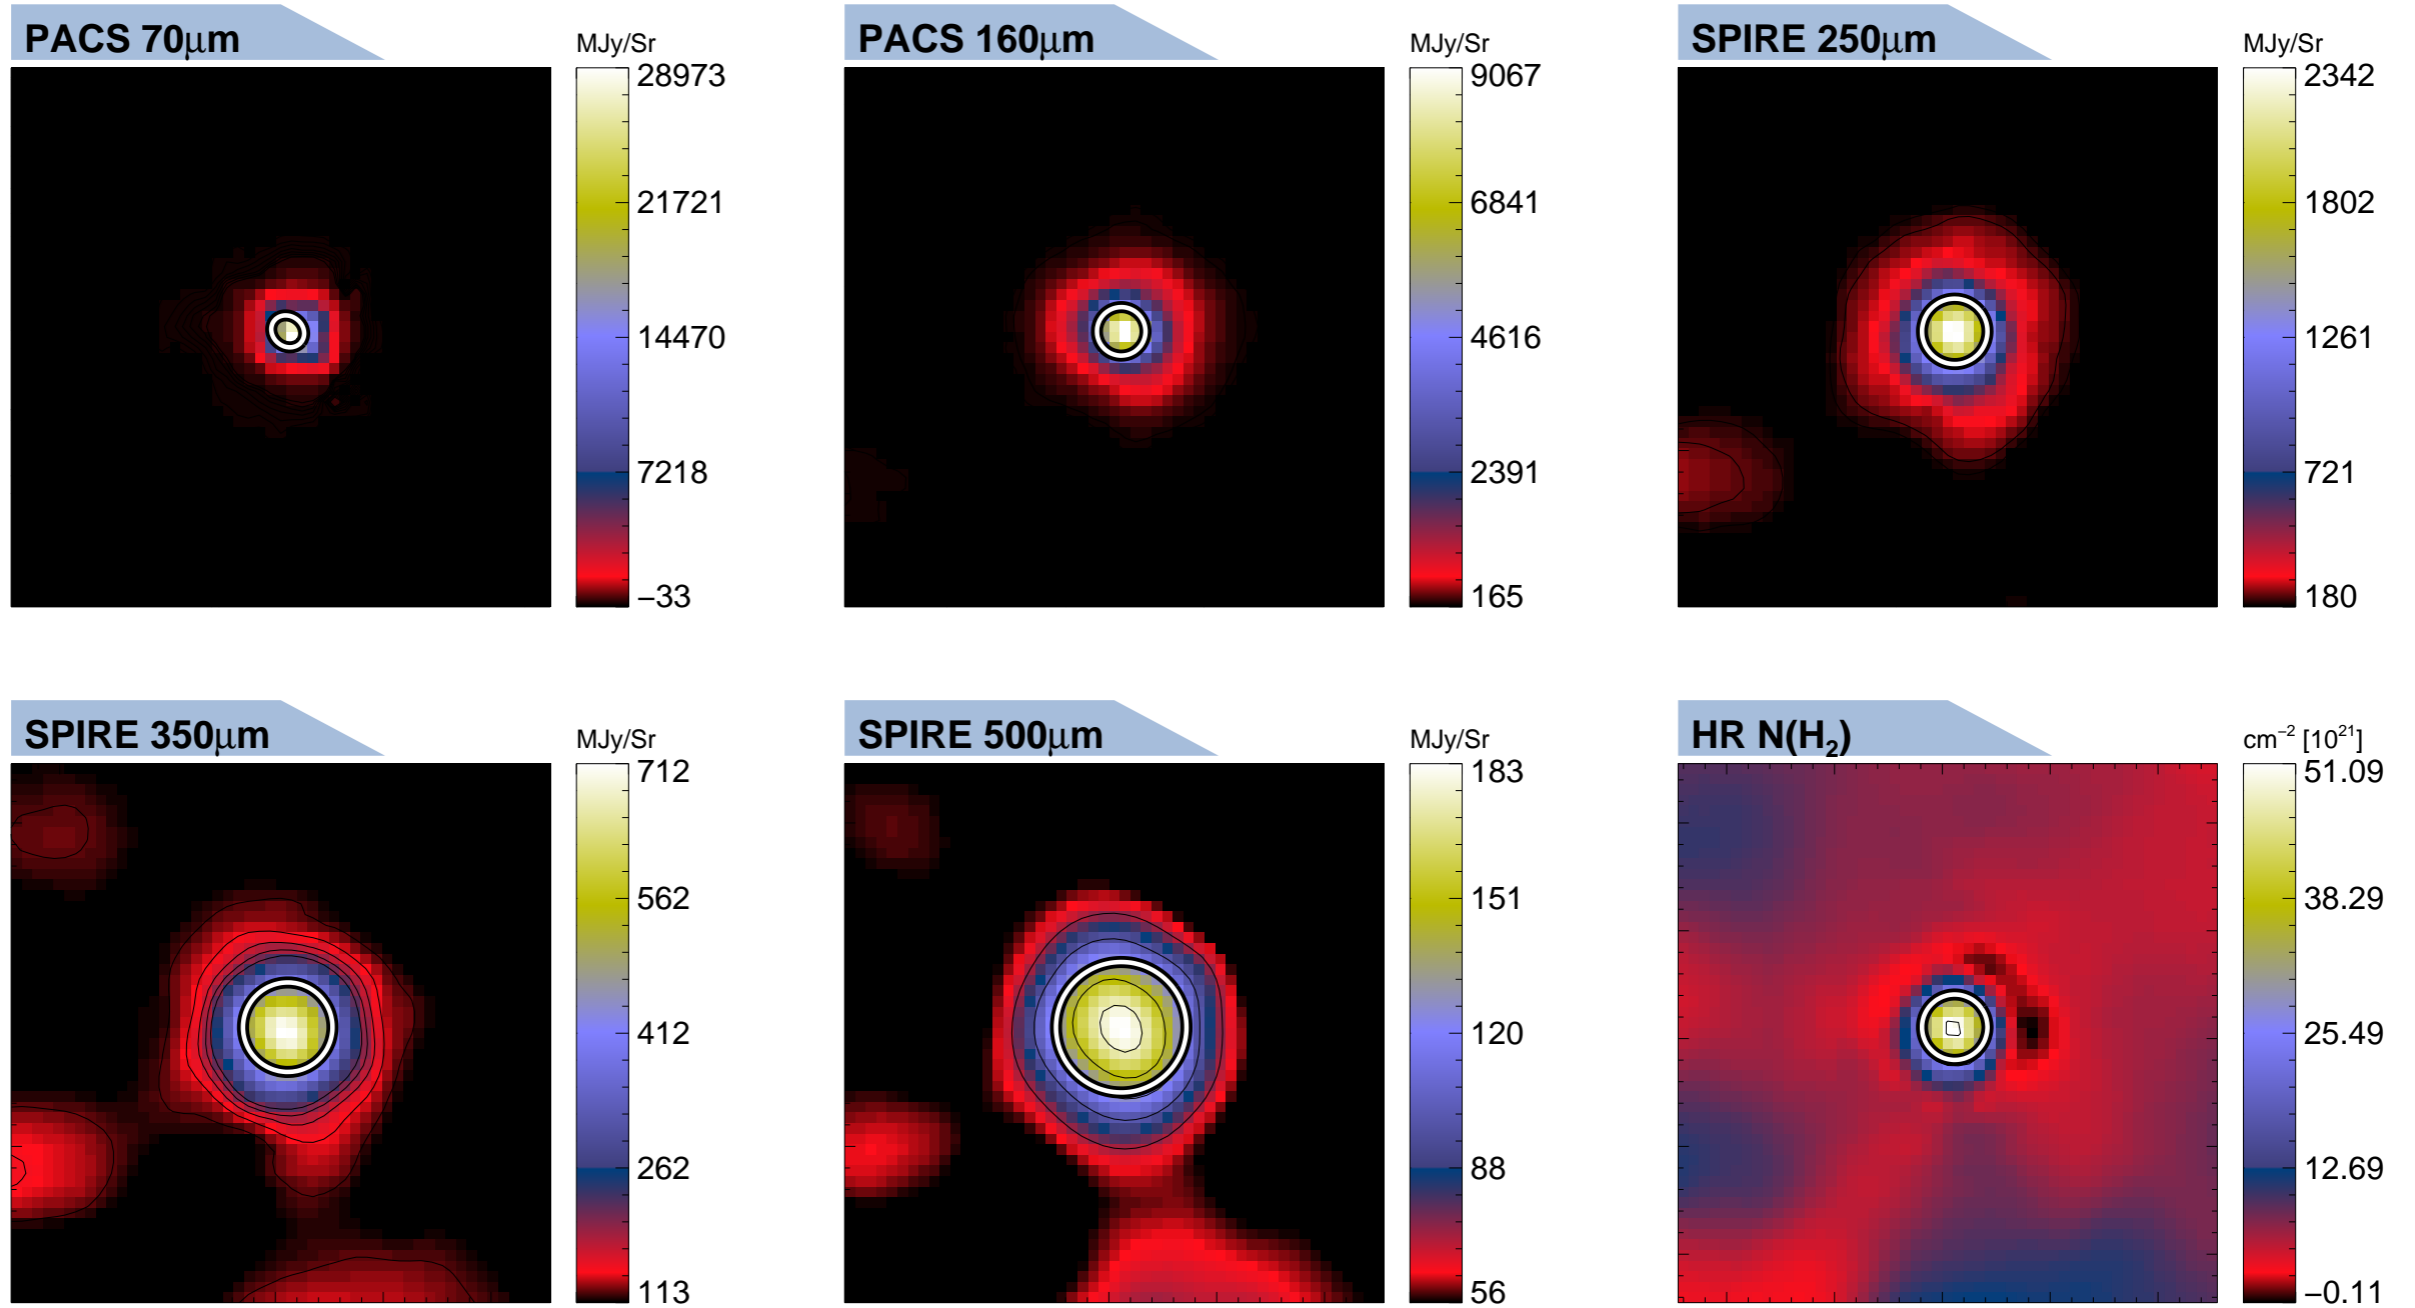 PACS 70μm
MJy/Sr
28973
21721
14470
7218
−33
PACS 160μm
MJy/Sr
9067
6841
4616
2391
165
SPIRE 250μm
MJy/Sr
2342
1802
1261
721
180
SPIRE 350μm
MJy/Sr
712
562
412
262
113
SPIRE 500μm
MJy/Sr
183
151
120
88
56
HR N(H₂)
cm⁻² [10²¹]
51.09
38.29
25.49
12.69
−0.11